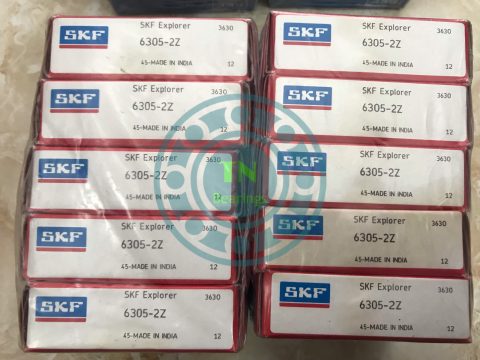 SKF
SKF Explorer 3630
6305-2Z
45-MADE IN INDIA 12
SKF
SKF Explorer 3630
6305-2Z
45-MADE IN INDIA 12
SKF
SKF Explorer 3630
6305-2Z
45-MADE IN INDIA 12
SKF
SKF Explorer 3630
6305-2Z
45-MADE IN INDIA 12
SKF
SKF Explorer 3630
6305-2Z
45-MADE IN INDIA 12
SKF
SKF Explorer 3630
6305-2Z
45-MADE IN INDIA 12
SKF
SKF Explorer 3630
6305-2Z
45-MADE IN INDIA 12
SKF
SKF Explorer 3630
6305-2Z
45-MADE IN INDIA 12
SKF
SKF Explorer 3630
6305-2Z
45-MADE IN INDIA 12
SKF
SKF Explorer 3630
6305-2Z
45-MADE IN INDIA 12
YN
Bearings